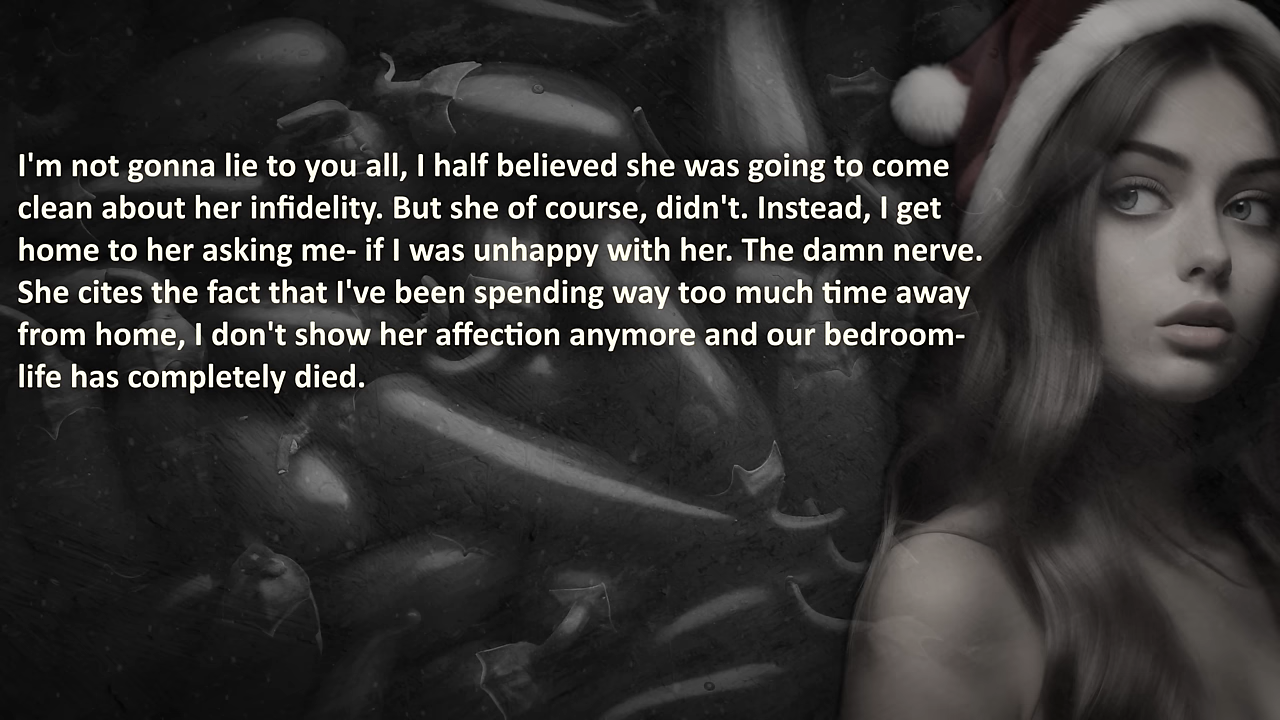 I'm not gonna lie to you all, I half believed she was going to come
clean about her infidelity. But she of course, didn't. Instead, I get
home to her asking me- if I was unhappy with her. The damn nerve.
She cites the fact that I've been spending way too much time away
from home, I don't show her affection anymore and our bedroom-
life has completely died.